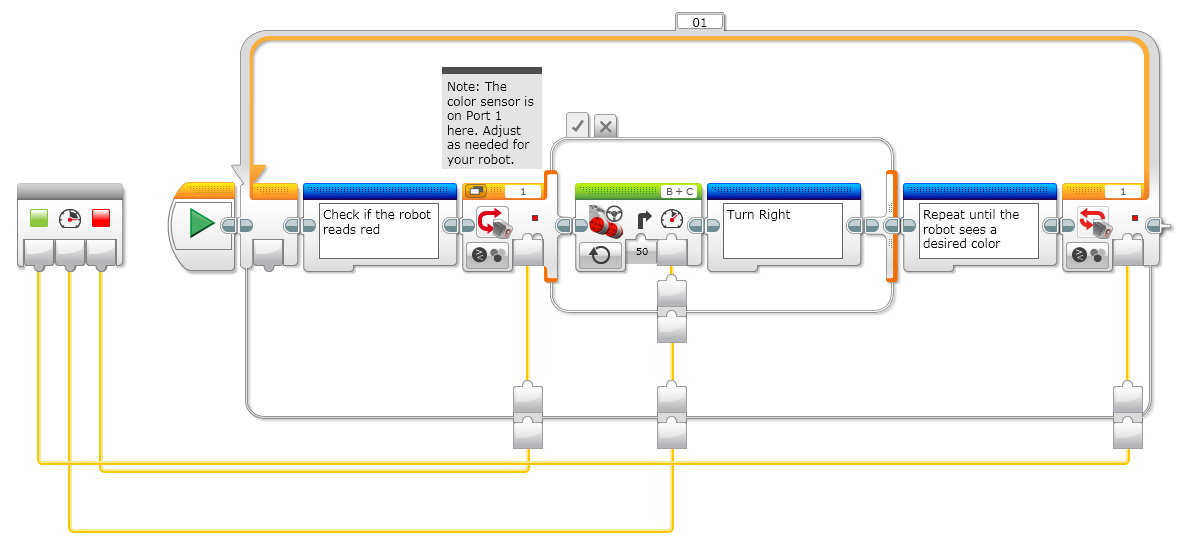 01
Note: The
color sensor is
on Port 1
here. Adjust
as needed for
your robot.
Check if the robot
reads red
1
B + C
50
Turn Right
Repeat until the
robot sees a
desired color
1